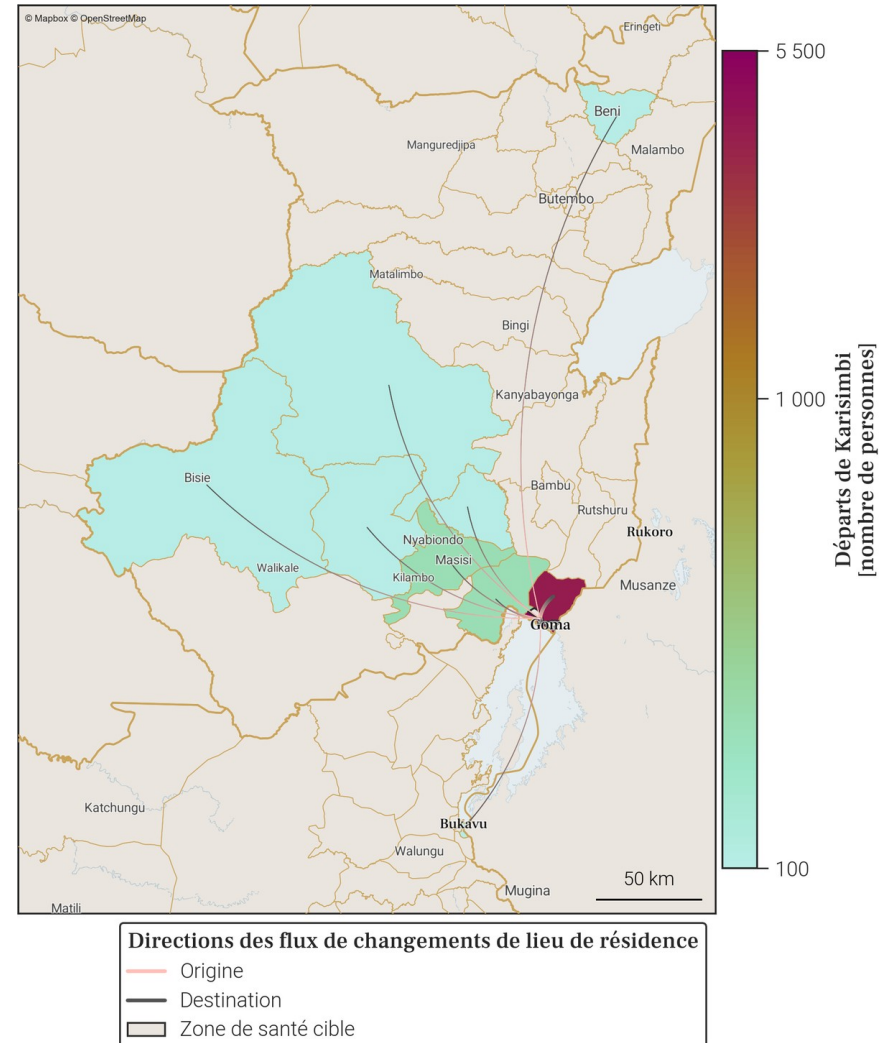 © Mapbox © OpenStreetMap
Eringeti
Beni
Manguredjipa
Malambo
Butembo
Matalimbo
Bingi
Kanyabayonga
Bisie
Bambu
Rutshuru
Rukoro
Nyabiondo
Masisi
Walikale
Kilambo
Musanze
Goma
Katchungu
Bukavu
Walungu
50 km
Mugina
Matili
5 500
1 000
100
Départs de Karisimbi
[nombre de personnes]
Directions des flux de changements de lieu de résidence
Origine
Destination
Zone de santé cible